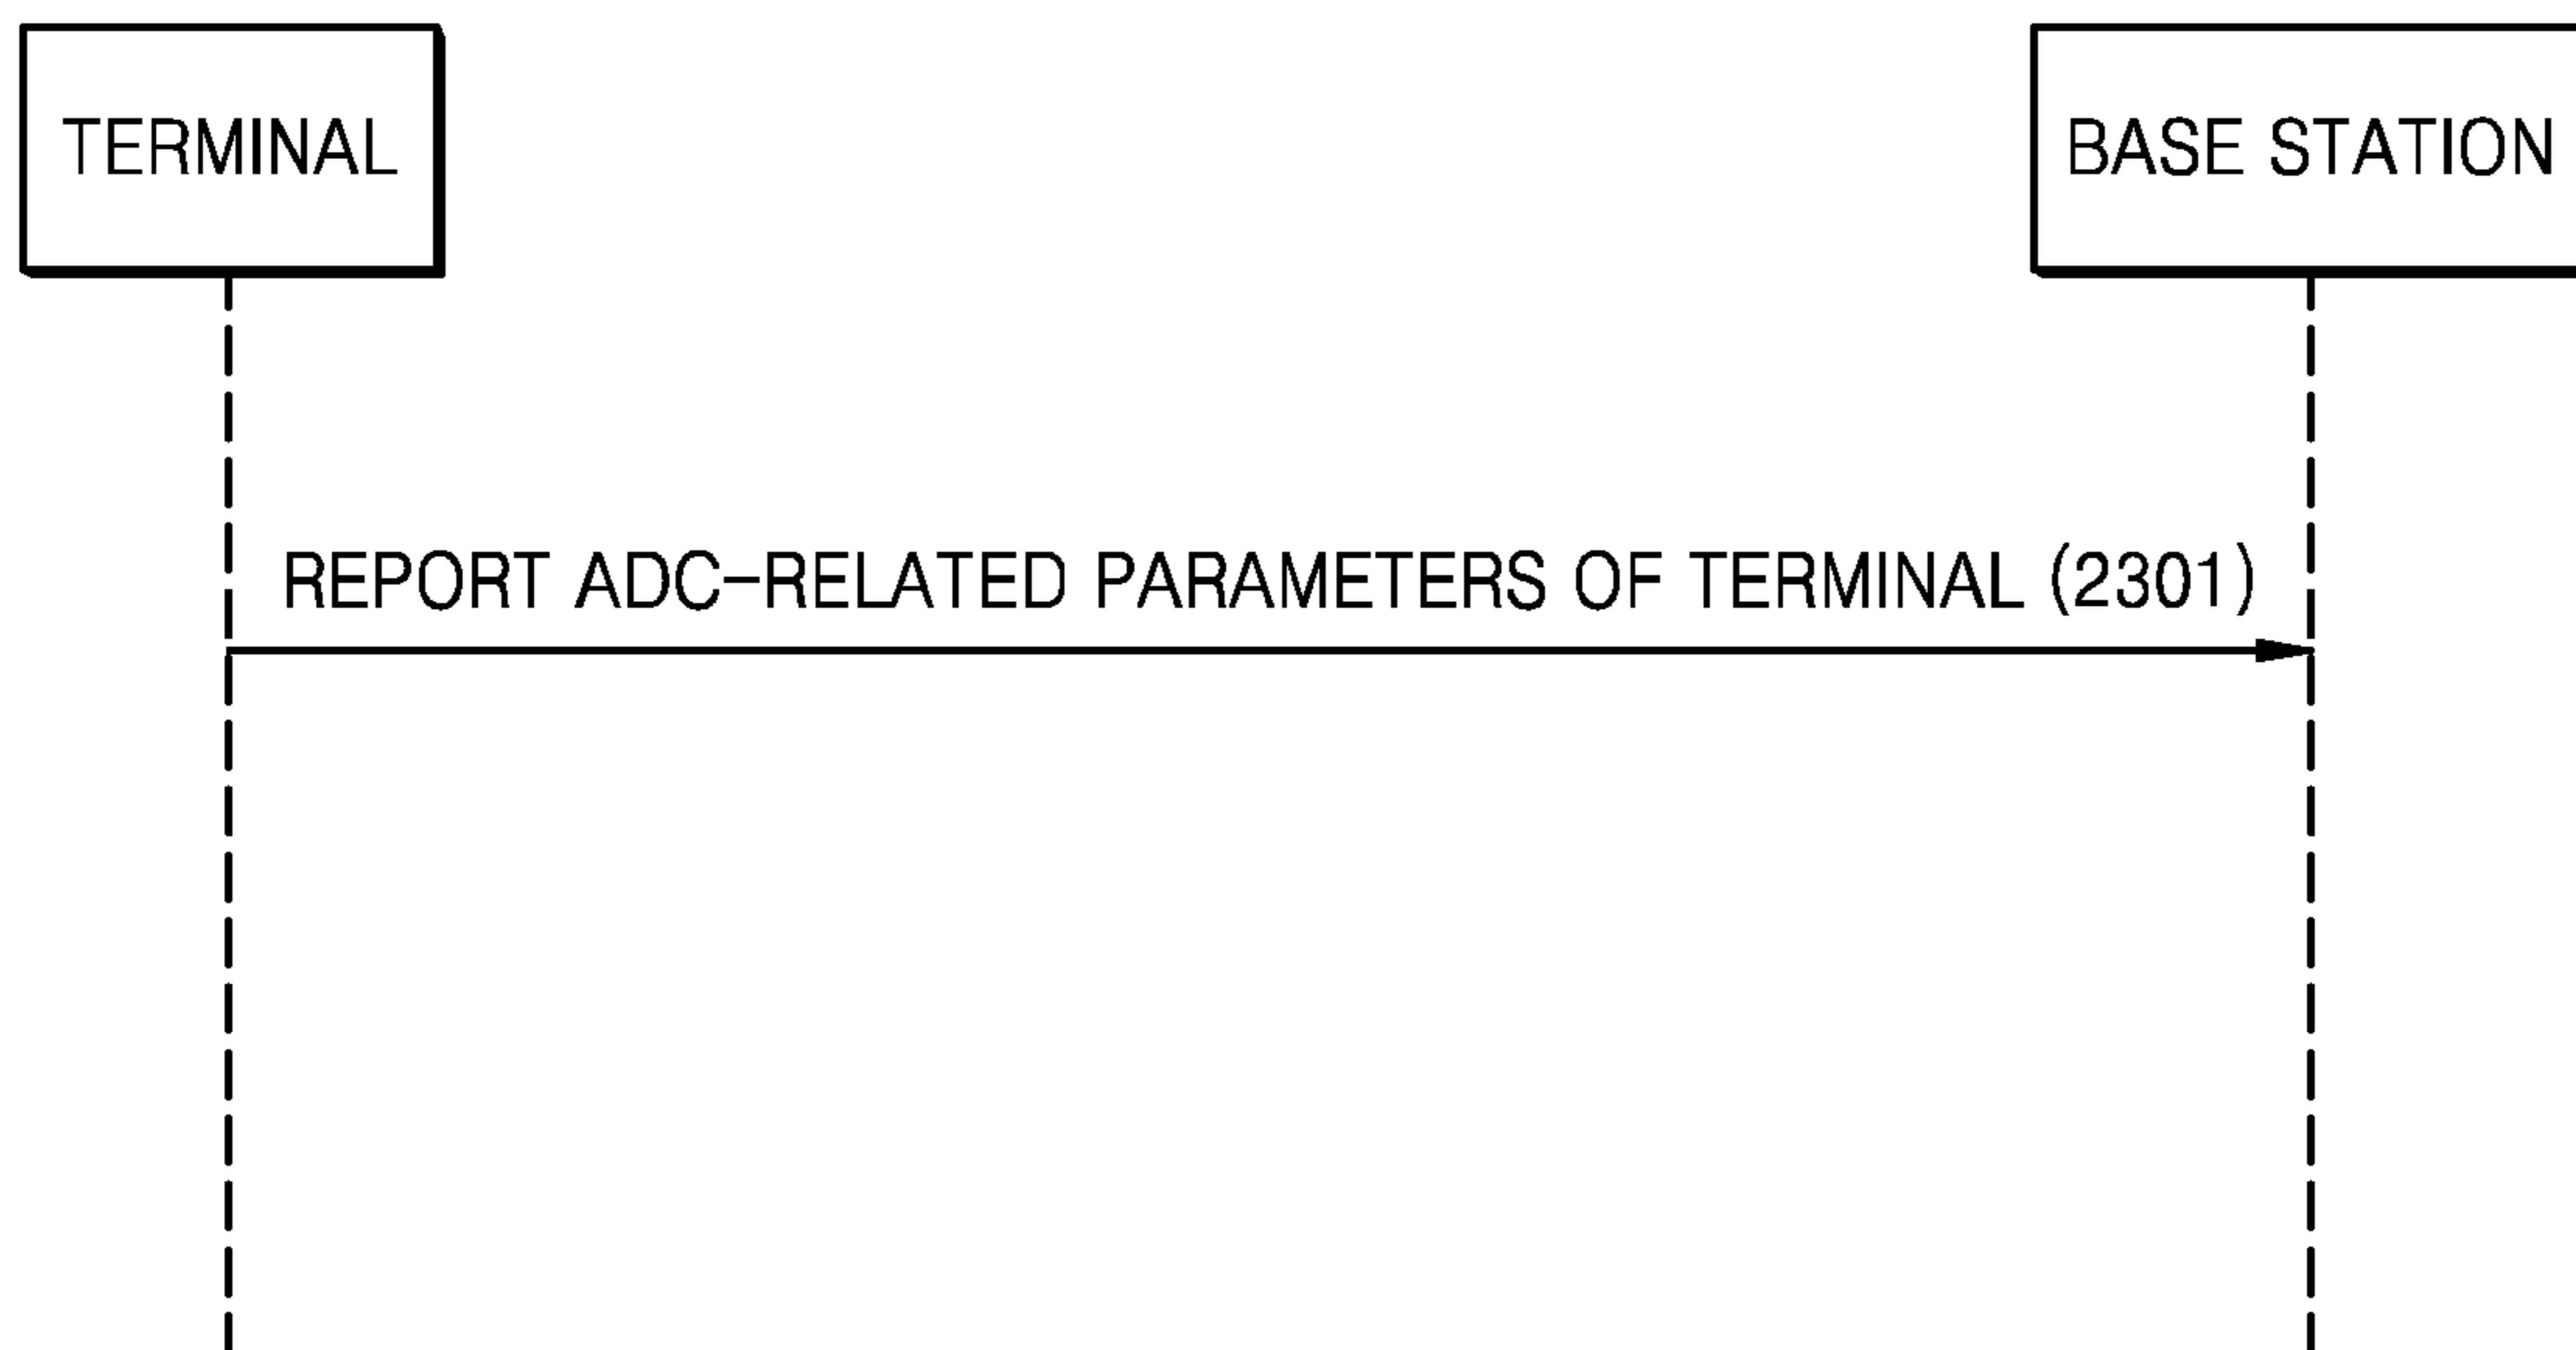 TERMINAL
BASE STATION
REPORT ADC-RELATED PARAMETERS OF TERMINAL (2301)